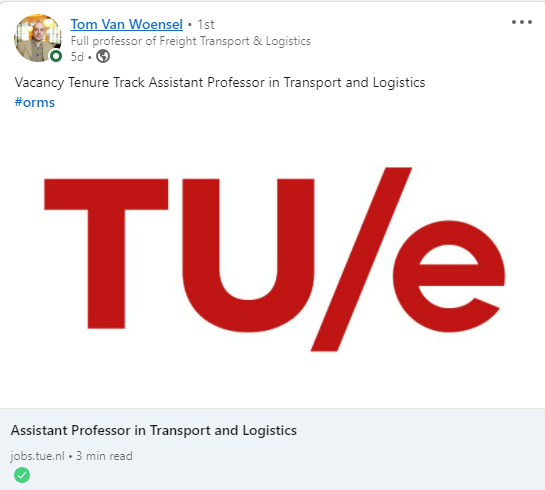 Tom Van Woensel • 1st
Full professor of Freight Transport & Logistics
5d •
Vacancy Tenure Track Assistant Professor in Transport and Logistics
#orms
TU/e
Assistant Professor in Transport and Logistics
jobs.tue.nl • 3 min read